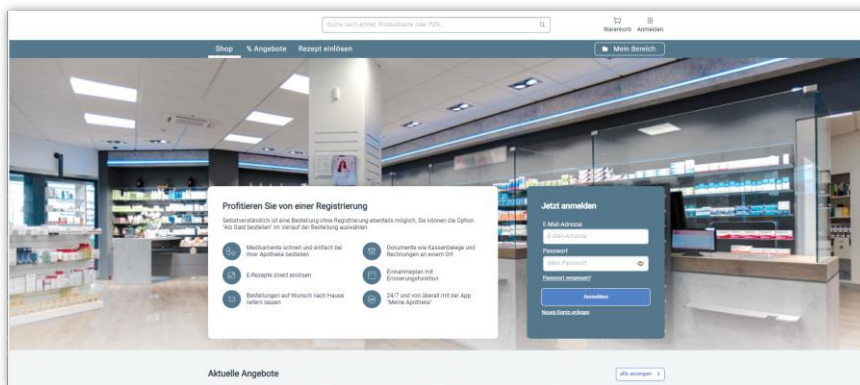 Suche nach Artikel, Produktname oder PZN...
Warenkorb Anmelden
Shop % Angebote Rezept einlösen
Mein Bereich
Profitieren Sie von einer Registrierung
Selbstverständlich ist eine Bestellung ohne Registrierung ebenfalls möglich, Sie können die Option
'Als Gast bestellen' im Verlauf der Bestellung auswählen
Medikamente schnell und einfach bei
Ihrer Apotheke bestellen
Dokumente wie Kassenbelege und
Rechnungen an einem Ort
E-Rezepte direkt einlösen
Einnahmeplan mit
Erinnerungsfunktion
Bestellungen auf Wunsch nach Hause
liefern lassen
24/7 und von überall mit der App
"Meine Apotheke"
Jetzt anmelden
E-Mail-Adresse
E-Mail-Adresse
Passwort
Mein Passwort
Passwort vergessen?
Anmelden
Neues Konto anlegen
Aktuelle Angebote
alle anzeigen